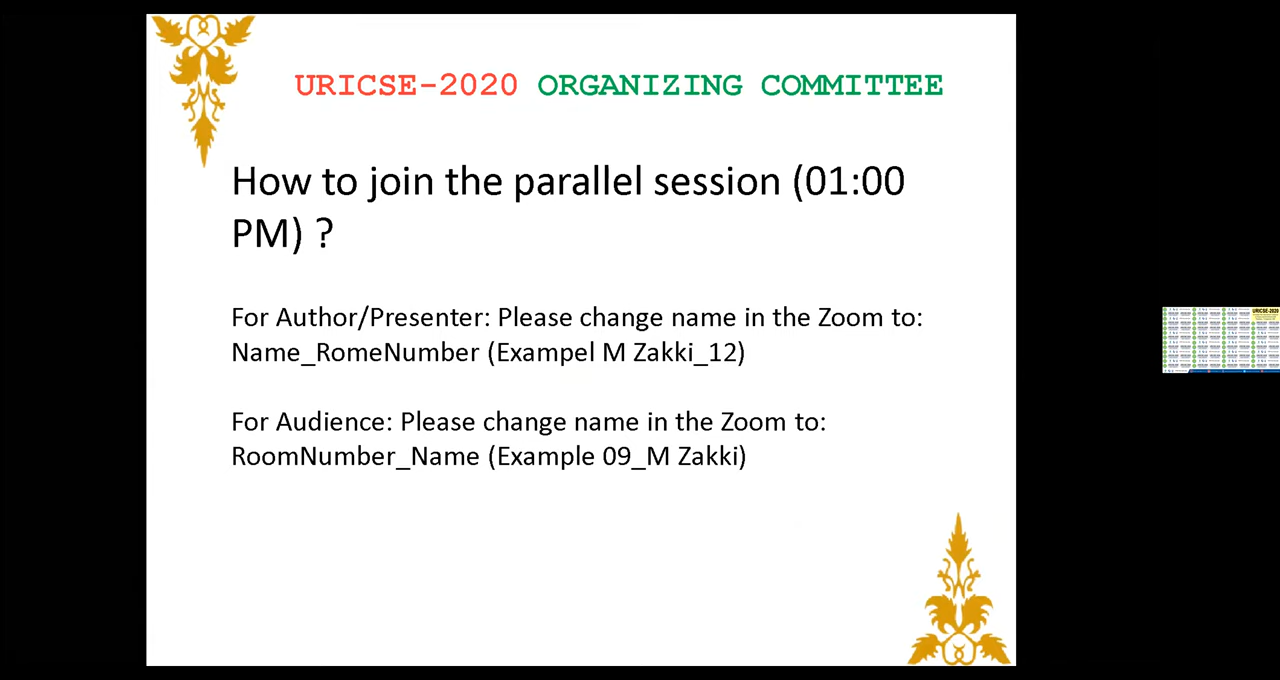 URICSE-2020 ORGANIZING COMMITTEE
How to join the parallel session (01:00
PM) ?
For Author/Presenter: Please change name in the Zoom to:
Name_RomeNumber (Exampel M Zakki_12)
For Audience: Please change name in the Zoom to:
RoomNumber_Name (Example 09_M Zakki)
URICSE-2020